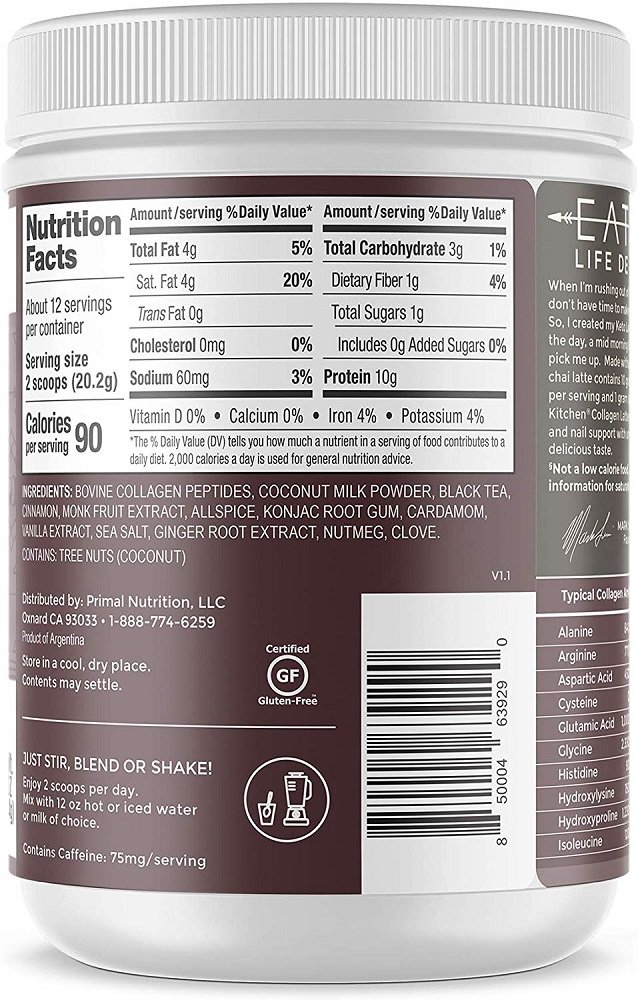 Nutrition
Facts
About 12 servings
per container
Serving size
2 scoops (20.2g)
Calories
per serving 90
Amount/serving %Daily Value*
Total Fat 4g 5%
Sat. Fat 4g 20%
Trans Fat 0g
Cholesterol 0mg 0%
Sodium 60mg 3%
Amount/serving %Daily Value*
Total Carbohydrate 3g 1%
Dietary Fiber 1g 4%
Total Sugars 1g
Includes 0g Added Sugars 0%
Protein 10g
Vitamin D 0% • Calcium 0% • Iron 4% • Potassium 4%
*The % Daily Value (DV) tells you how much a nutrient in a serving of food contributes to a
daily diet. 2,000 calories a day is used for general nutrition advice.
INGREDIENTS: BOVINE COLLAGEN PEPTIDES, COCONUT MILK POWDER, BLACK TEA,
CINNAMON, MONK FRUIT EXTRACT, ALLSPICE, KONJAC ROOT GUM, CARDAMOM,
VANILLA EXTRACT, SEA SALT, GINGER ROOT EXTRACT, NUTMEG, CLOVE.
CONTAINS: TREE NUTS (COCONUT)
V1.1
Distributed by: Primal Nutrition, LLC
Oxnard CA 93033 • 1-888-774-6259
Product of Argentina
Store in a cool, dry place.
Contents may settle.
Certified
GF
Gluten-Free™
JUST STIR, BLEND OR SHAKE!
Enjoy 2 scoops per day.
Mix with 12 oz hot or iced water
or milk of choice.
Contains Caffeine: 75mg/serving
8 50004 63929 0
EAT
LIFE DE
When I'm rushing out
don't have time to
So, I created my Keto
the day, a mid morning
pick me up. Made
chai latte contains 10
per serving and 1 gram
Kitchen® Collagen
and nail support with
delicious taste.
§Not a low calorie food
information for
Typical Collagen
Alanine
Arginine
Aspartic Acid
Cysteine
Glutamic Acid
Glycine
Histidine
Hydroxylysine
Hydroxyproline
Isoleucine